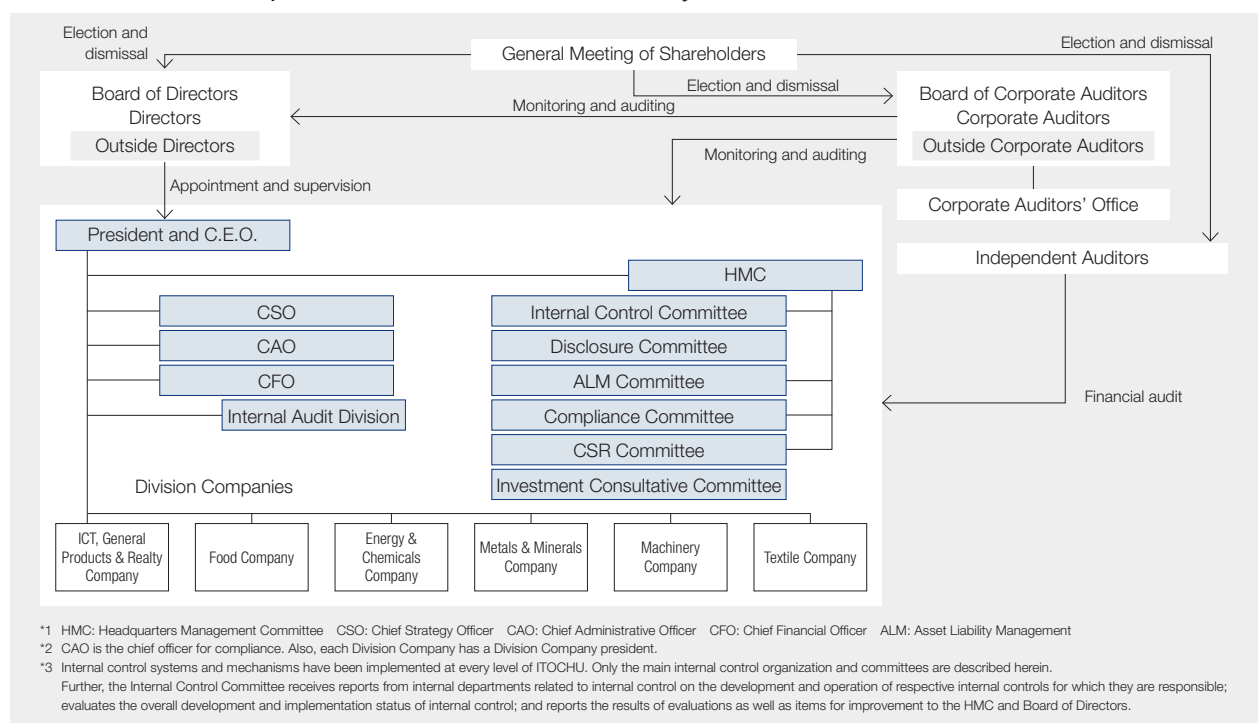 Election and
dismissal
General Meeting of Shareholders
Election and dismissal
Board of Directors
Directors
Outside Directors
Election and dismissal
Monitoring and auditing
Board of Corporate Auditors
Corporate Auditors
Outside Corporate Auditors
Monitoring and auditing
Appointment and supervision
Corporate Auditors' Office
President and C.E.O.
Independent Auditors
HMC
CSO
Internal Control Committee
CAO
Disclosure Committee
CFO
ALM Committee
Financial audit
Internal Audit Division
Compliance Committee
CSR Committee
Division Companies
Investment Consultative Committee
ICT, General
Products & Realty
Company
Food Company
Energy &
Chemicals
Company
Metals & Minerals
Company
Machinery
Company
Textile Company
*1 HMC: Headquarters Management Committee CSO: Chief Strategy Officer CAO: Chief Administrative Officer CFO: Chief Financial Officer ALM: Asset Liability Management
*2 CAO is the chief officer for compliance. Also, each Division Company has a Division Company president.
*3 Internal control systems and mechanisms have been implemented at every level of ITOCHU. Only the main internal control organization and committees are described herein.
Further, the Internal Control Committee receives reports from internal departments related to internal control on the development and operation of respective internal controls for which they are responsible;
evaluates the overall development and implementation status of internal control; and reports the results of evaluations as well as items for improvement to the HMC and Board of Directors.